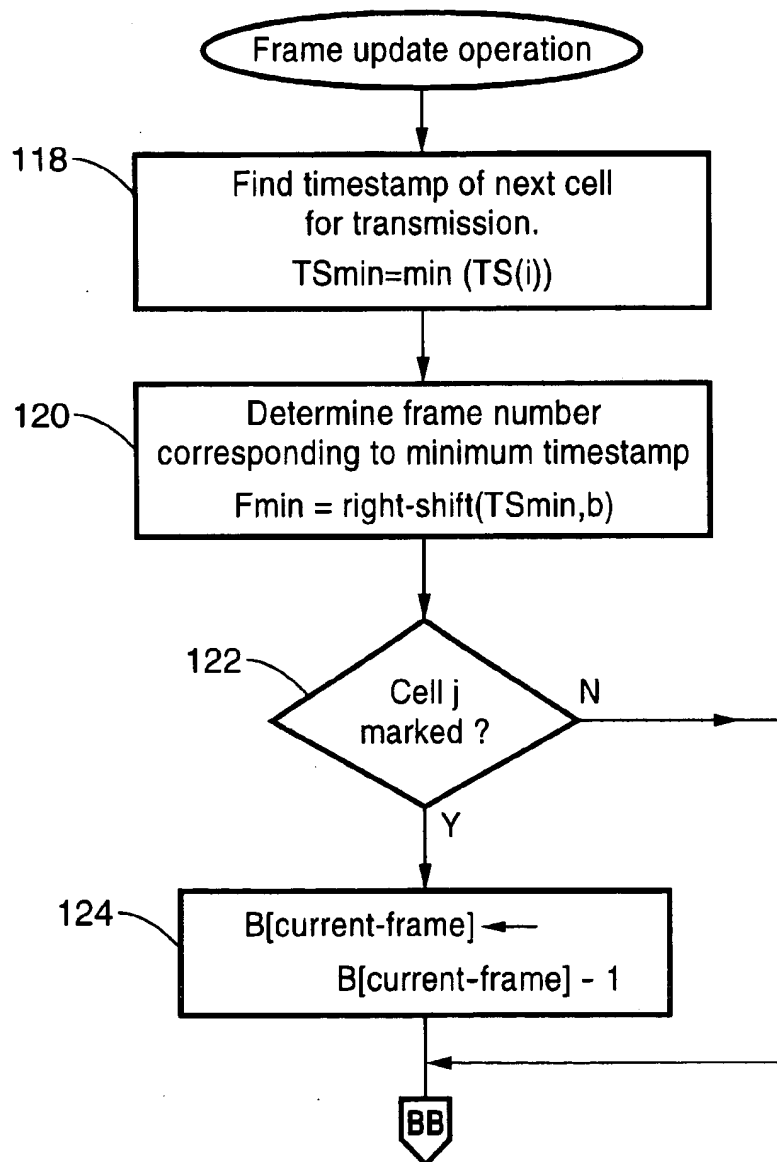 Frame update operation
118
Find timestamp of next cell
for transmission.
TSmin=min (TS(i))
120
Determine frame number
corresponding to minimum timestamp
Fmin = right-shift(TSmin,b)
122
Cell j
marked ?
N
Y
124
B[current-frame] ←
B[current-frame] - 1
BB